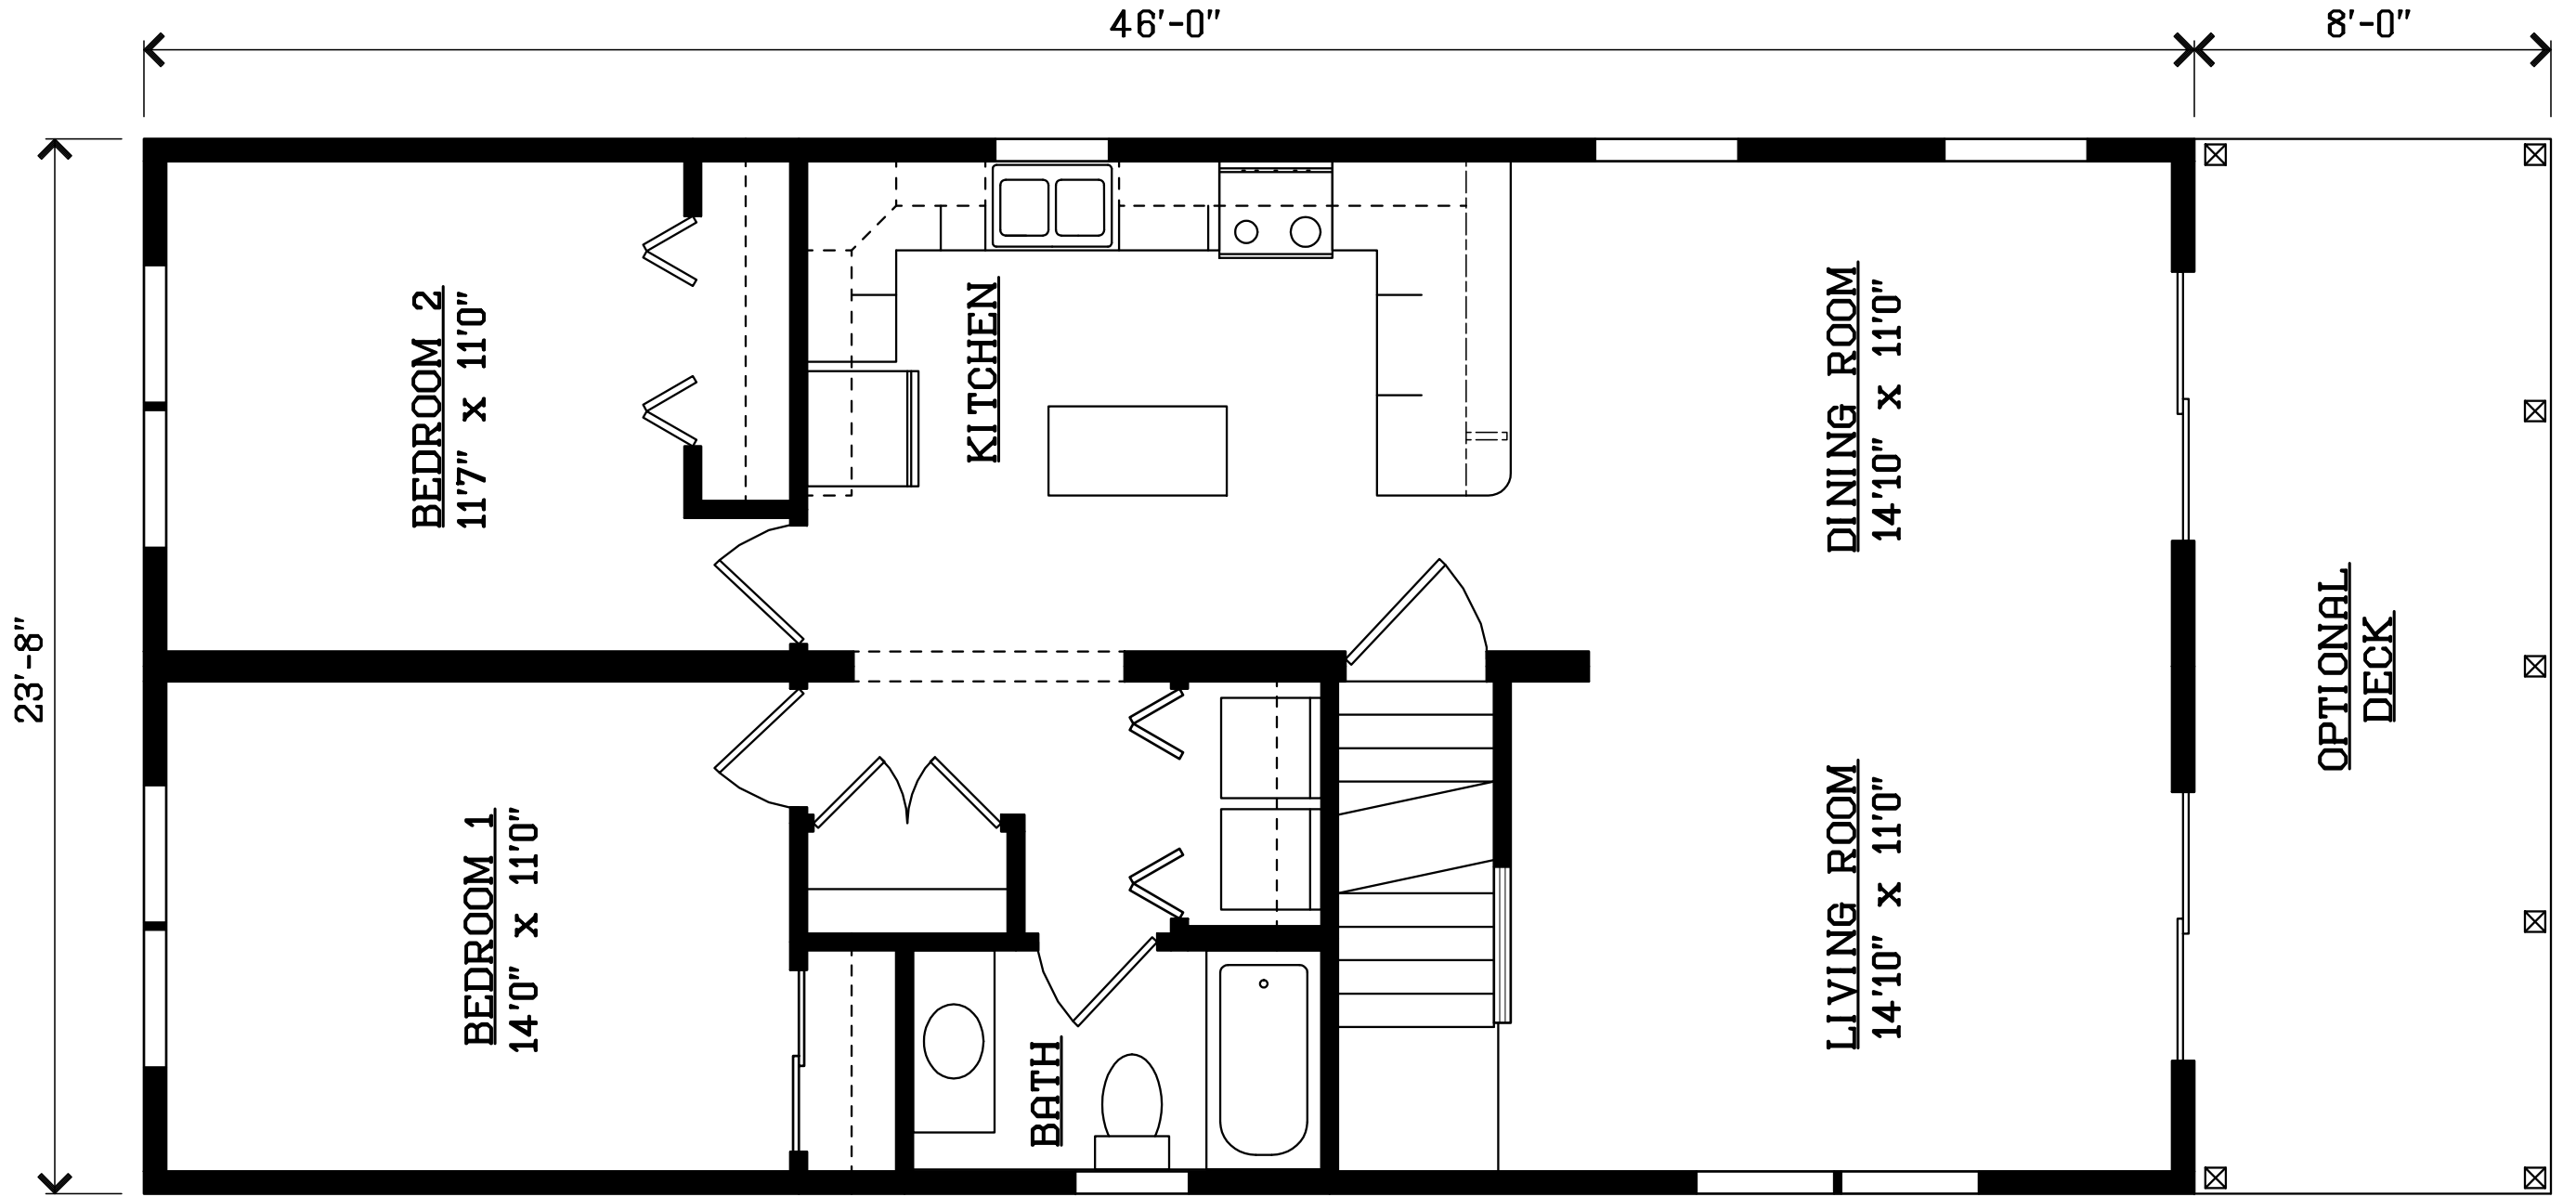 46'-0"
8'-0"
23'-8"
BEDROOM 2
11'7" x 11'0"
KITCHEN
DINING ROOM
14'10" x 11'0"
OPTIONAL
DECK
BEDROOM 1
14'0" x 11'0"
BATH
LIVING ROOM
14'10" x 11'0"